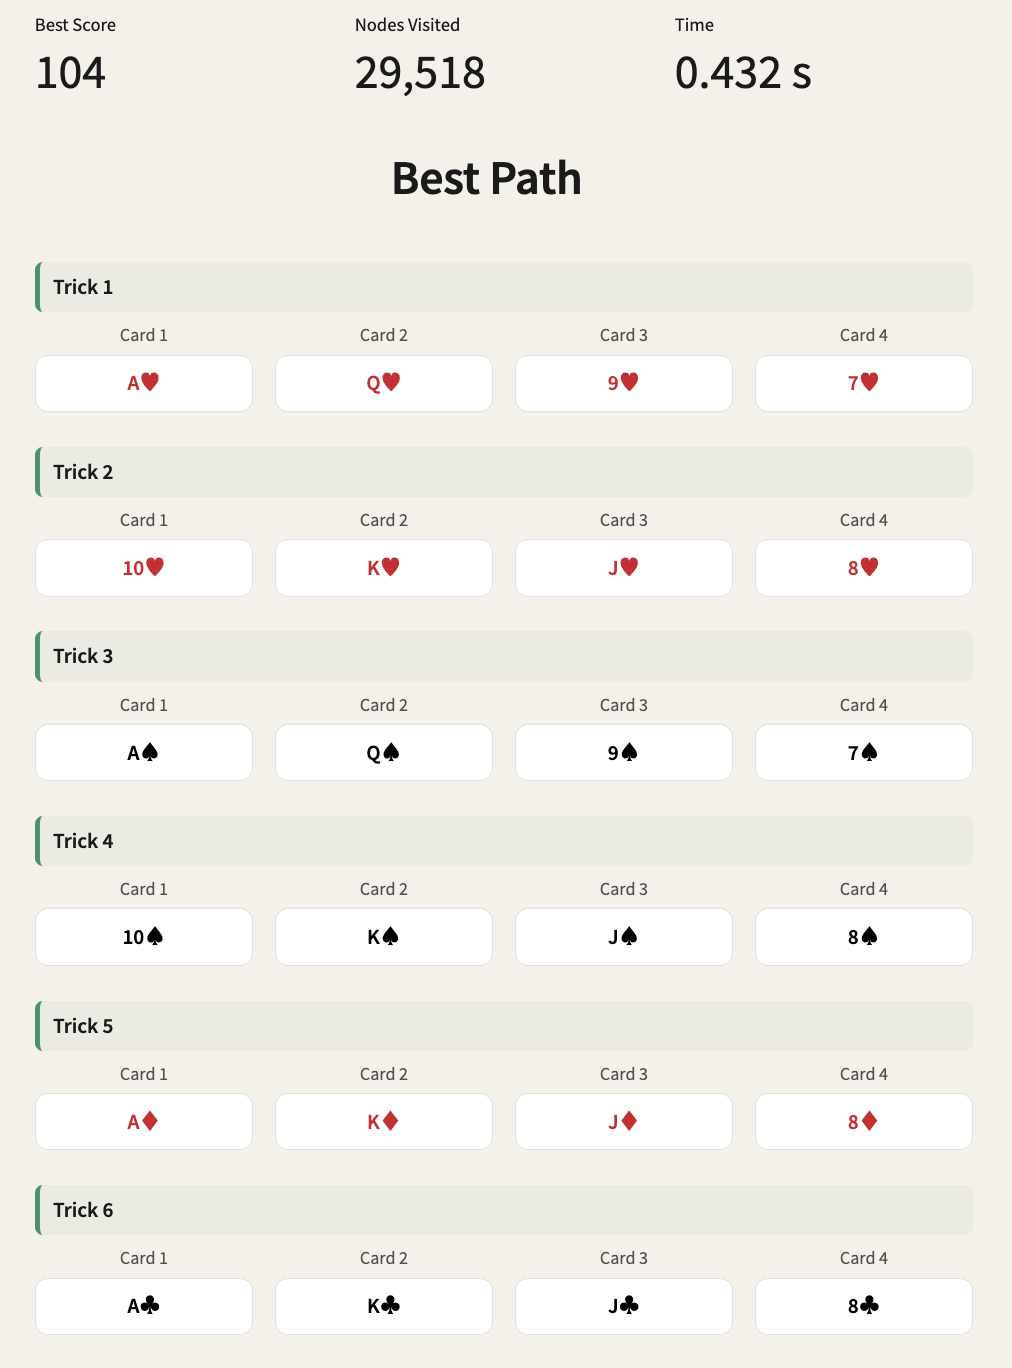 Best Score Nodes Visited Time
104 29,518 0.432 s
Best Path
Trick 1
Card 1 Card 2 Card 3 Card 4
A♥ Q♥ 9♥ 7♥
Trick 2
Card 1 Card 2 Card 3 Card 4
10♥ K♥ J♥ 8♥
Trick 3
Card 1 Card 2 Card 3 Card 4
A♠ Q♠ 9♠ 7♠
Trick 4
Card 1 Card 2 Card 3 Card 4
10♠ K♠ J♠ 8♠
Trick 5
Card 1 Card 2 Card 3 Card 4
A♦ K♦ J♦ 8♦
Trick 6
Card 1 Card 2 Card 3 Card 4
A♣ K♣ J♣ 8♣